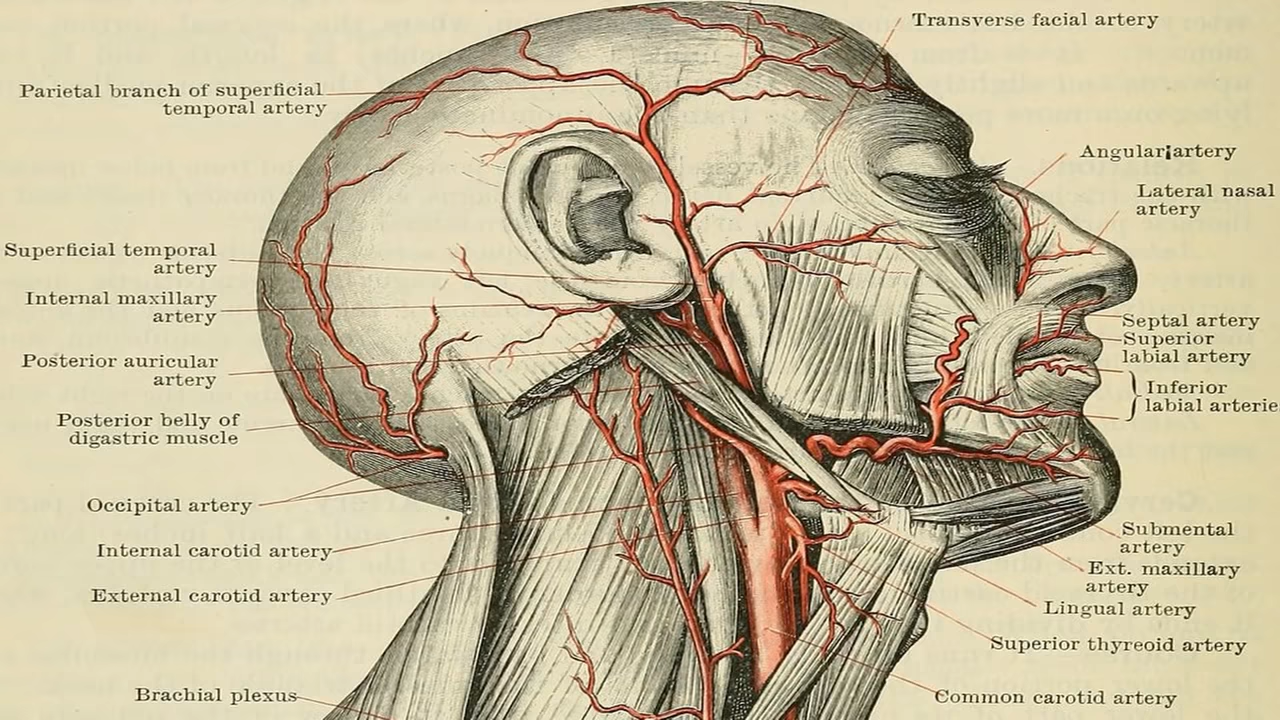 Transverse facial artery
Parietal branch of superficial
temporal artery
Angular artery
Lateral nasal
artery
Superficial temporal
artery
Internal maxillary
artery
Septal artery
Superior
labial artery
Posterior auricular
artery
Inferior
labial arterie
Posterior belly of
digastric muscle
Occipital artery
Submental
artery
Internal carotid artery
Ext. maxillary
artery
External carotid artery
Lingual artery
Superior thyreoid artery
Brachial plexus
Common carotid artery